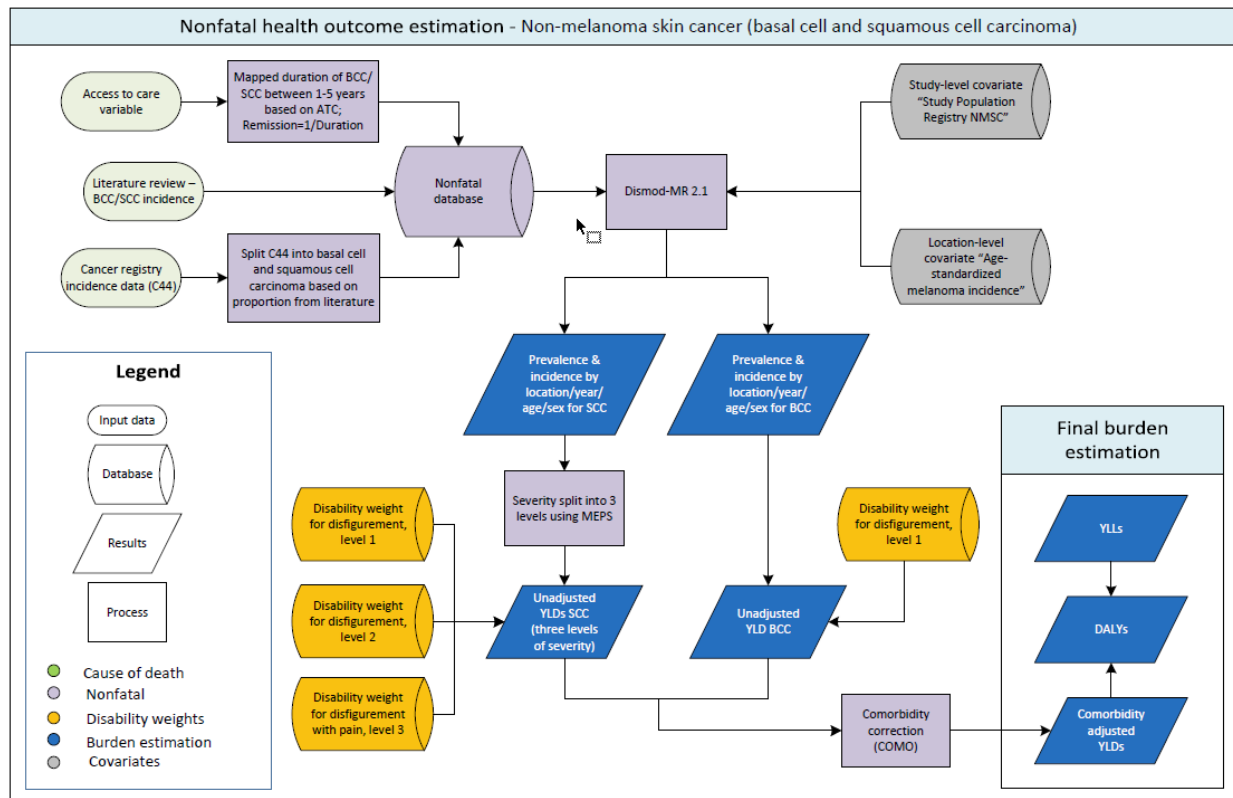 Nonfatal health outcome estimation - Non-melanoma skin cancer (basal cell and squamous cell carcinoma)
Access to care
variable
Mapped duration of BCC/
SCC between 1-5 years
based on ATC;
Remission=1/Duration
Study-level covariate
“Study Population
Registry NMSC”
Literature review –
BCC/SCC incidence
Nonfatal
database
Dismod-MR 2.1
Cancer registry
incidence data (C44)
Split C44 into basal cell
and squamous cell
carcinoma based on
proportion from literature
Location-level
covariate “Age-
standardized
melanoma incidence”
Legend
Input data
Database
Results
Process
Cause of death
Nonfatal
Disability weights
Burden estimation
Covariates
Prevalence &
incidence by
location/year/
age/sex for SCC
Prevalence &
incidence by
location/year/
age/sex for BCC
Severity split into 3
levels using MEPS
Disability weight
for disfigurement,
level 1
Disability weight
for disfigurement,
level 2
Disability weight
for disfigurement
with pain, level 3
Disability weight
for disfigurement,
level 1
Unadjusted
YLDs SCC
(three levels
of severity)
Unadjusted
YLD BCC
Comorbidity
correction
(COMO)
Final burden
estimation
YLLs
DALYs
Comorbidity
adjusted
YLDs